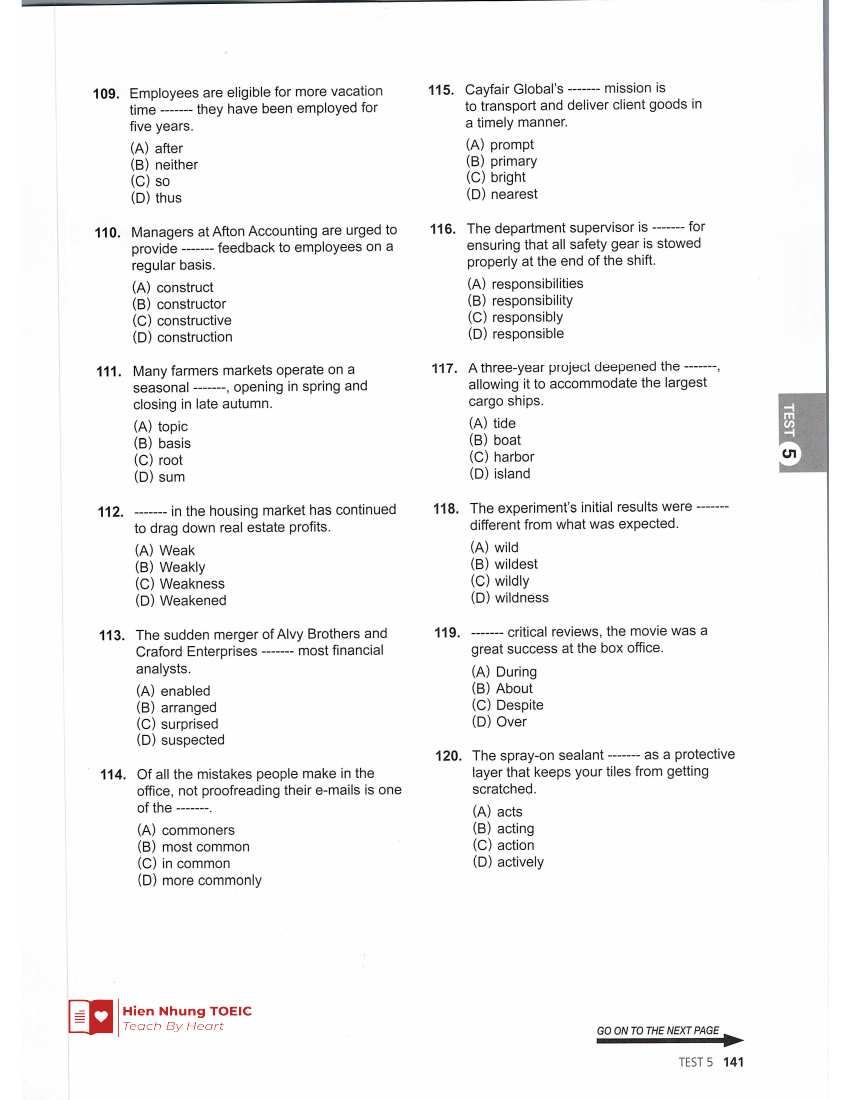 109. Employees are eligible for more vacation
time ------- they have been employed for
five years.
(A) after
(B) neither
(C) so
(D) thus
110. Managers at Afton Accounting are urged to
provide ------- feedback to employees on a
regular basis.
(A) construct
(B) constructor
(C) constructive
(D) construction
111. Many farmers markets operate on a
seasonal -------, opening in spring and
closing in late autumn.
(A) topic
(B) basis
(C) root
(D) sum
112. ------- in the housing market has continued
to drag down real estate profits.
(A) Weak
(B) Weakly
(C) Weakness
(D) Weakened
113. The sudden merger of Alvy Brothers and
Craford Enterprises ------- most financial
analysts.
(A) enabled
(B) arranged
(C) surprised
(D) suspected
114. Of all the mistakes people make in the
office, not proofreading their e-mails is one
of the -------.
(A) commoners
(B) most common
(C) in common
(D) more commonly
115. Cayfair Global's ------- mission is
to transport and deliver client goods in
a timely manner.
(A) prompt
(B) primary
(C) bright
(D) nearest
116. The department supervisor is ------- for
ensuring that all safety gear is stowed
properly at the end of the shift.
(A) responsibilities
(B) responsibility
(C) responsibly
(D) responsible
117. A three-year project deepened the -------,
allowing it to accommodate the largest
cargo ships.
(A) tide
(B) boat
(C) harbor
(D) island
118. The experiment's initial results were -------
different from what was expected.
(A) wild
(B) wildest
(C) wildly
(D) wildness
119. ------- critical reviews, the movie was a
great success at the box office.
(A) During
(B) About
(C) Despite
(D) Over
120. The spray-on sealant ------- as a protective
layer that keeps your tiles from getting
scratched.
(A) acts
(B) acting
(C) action
(D) actively
TEST 5
Hien Nhung TOEIC
Teach By Heart
GO ON TO THE NEXT PAGE
TEST 5 141